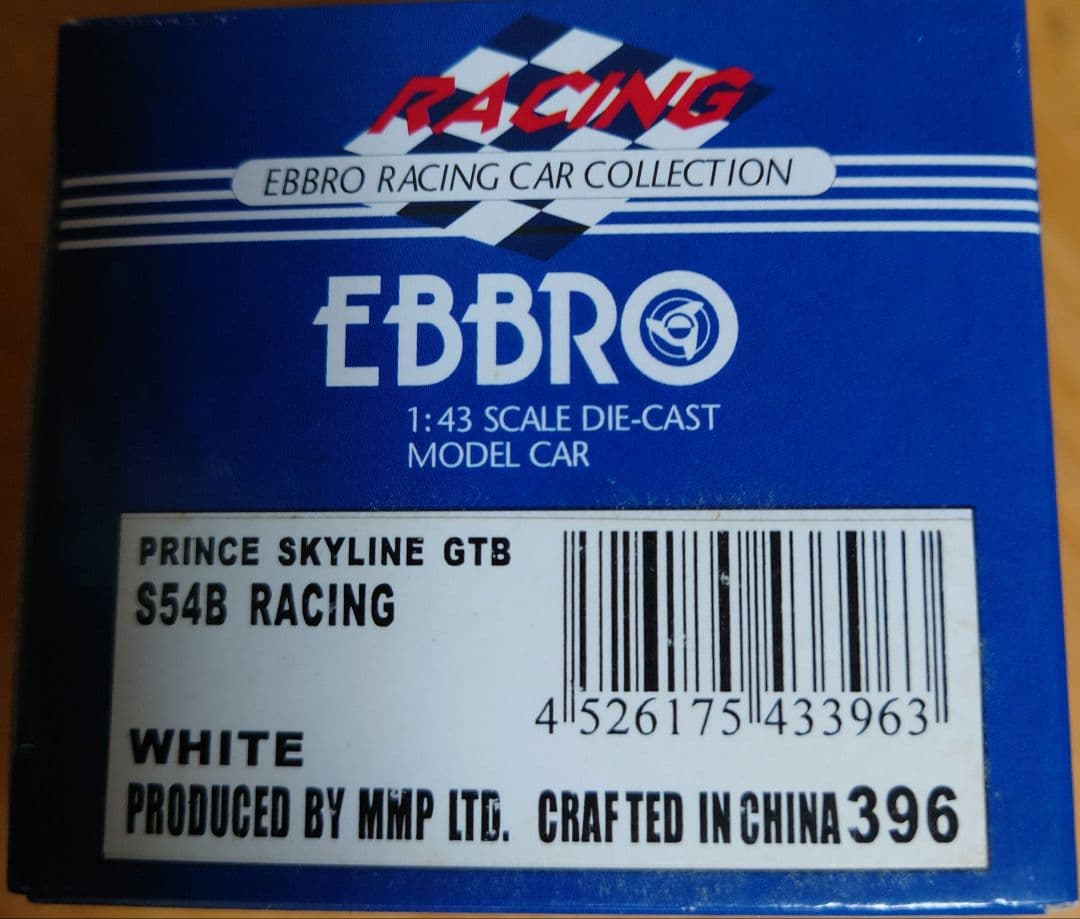 RACING
EBBRO RACING CAR COLLECTION
EBBRO
1:43 SCALE DIE-CAST
MODEL CAR
PRINCE SKYLINE GTB
S54B RACING
4 526175 433963
WHITE
PRODUCED BY MMP LTD. CRAFTED IN CHINA 396